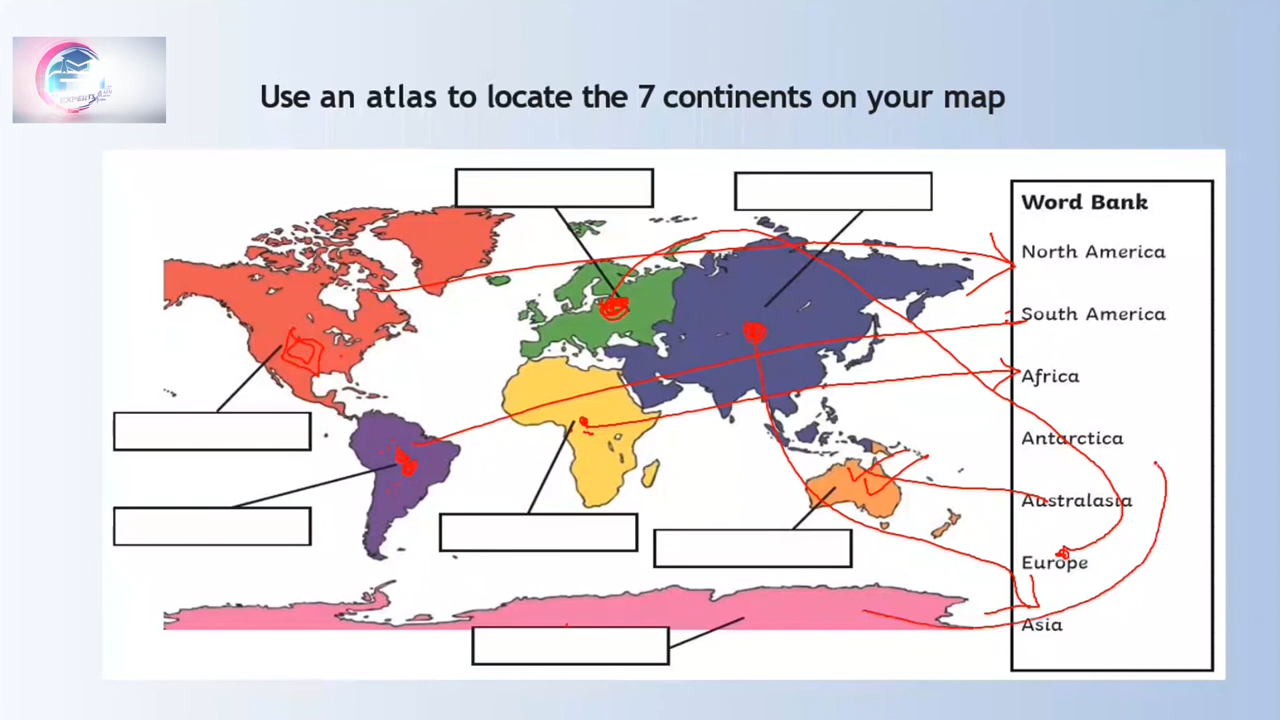 EXPERTS
Use an atlas to locate the 7 continents on your map
Word Bank
North America
South America
Africa
Antarctica
Australasia
Europe
Asia